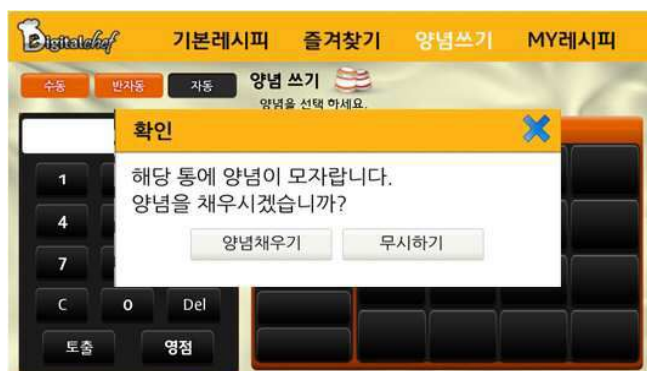 Digitalchef
기본레시피 즐겨찾기 양념쓰기 MY레시피
수동 반자동 자동 양념 쓰기
양념을 선택 하세요.
확인
해당 통에 양념이 모자랍니다.
양념을 채우시겠습니까?
양념채우기 무시하기
1
4
7
C 0 Del
토출 영점